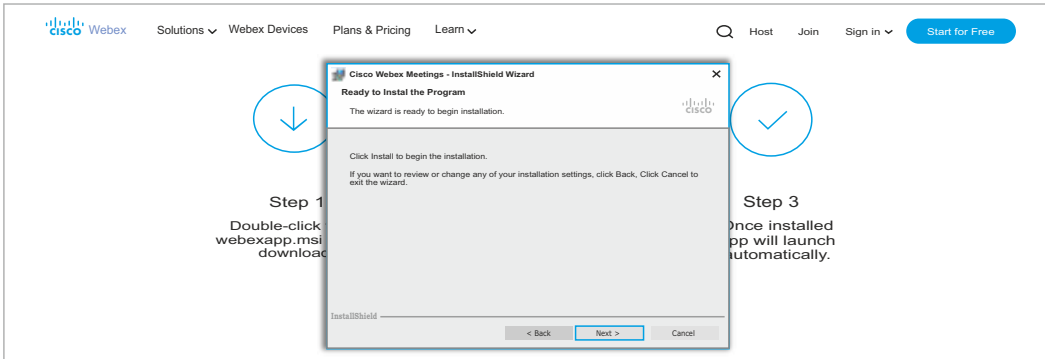 cisco Webex Solutions Webex Devices Plans & Pricing Learn Host Join Sign in Start for Free
Cisco Webex Meetings - InstallShield Wizard
Ready to Instal the Program
The wizard is ready to begin installation.
cisco
Click Install to begin the installation.
If you want to review or change any of your installation settings, click Back, Click Cancel to
exit the wizard.
InstallShield
< Back Next > Cancel
Step 1
Double-click
webexapp.msi
Step 3
Once installed
app will launch
automatically.